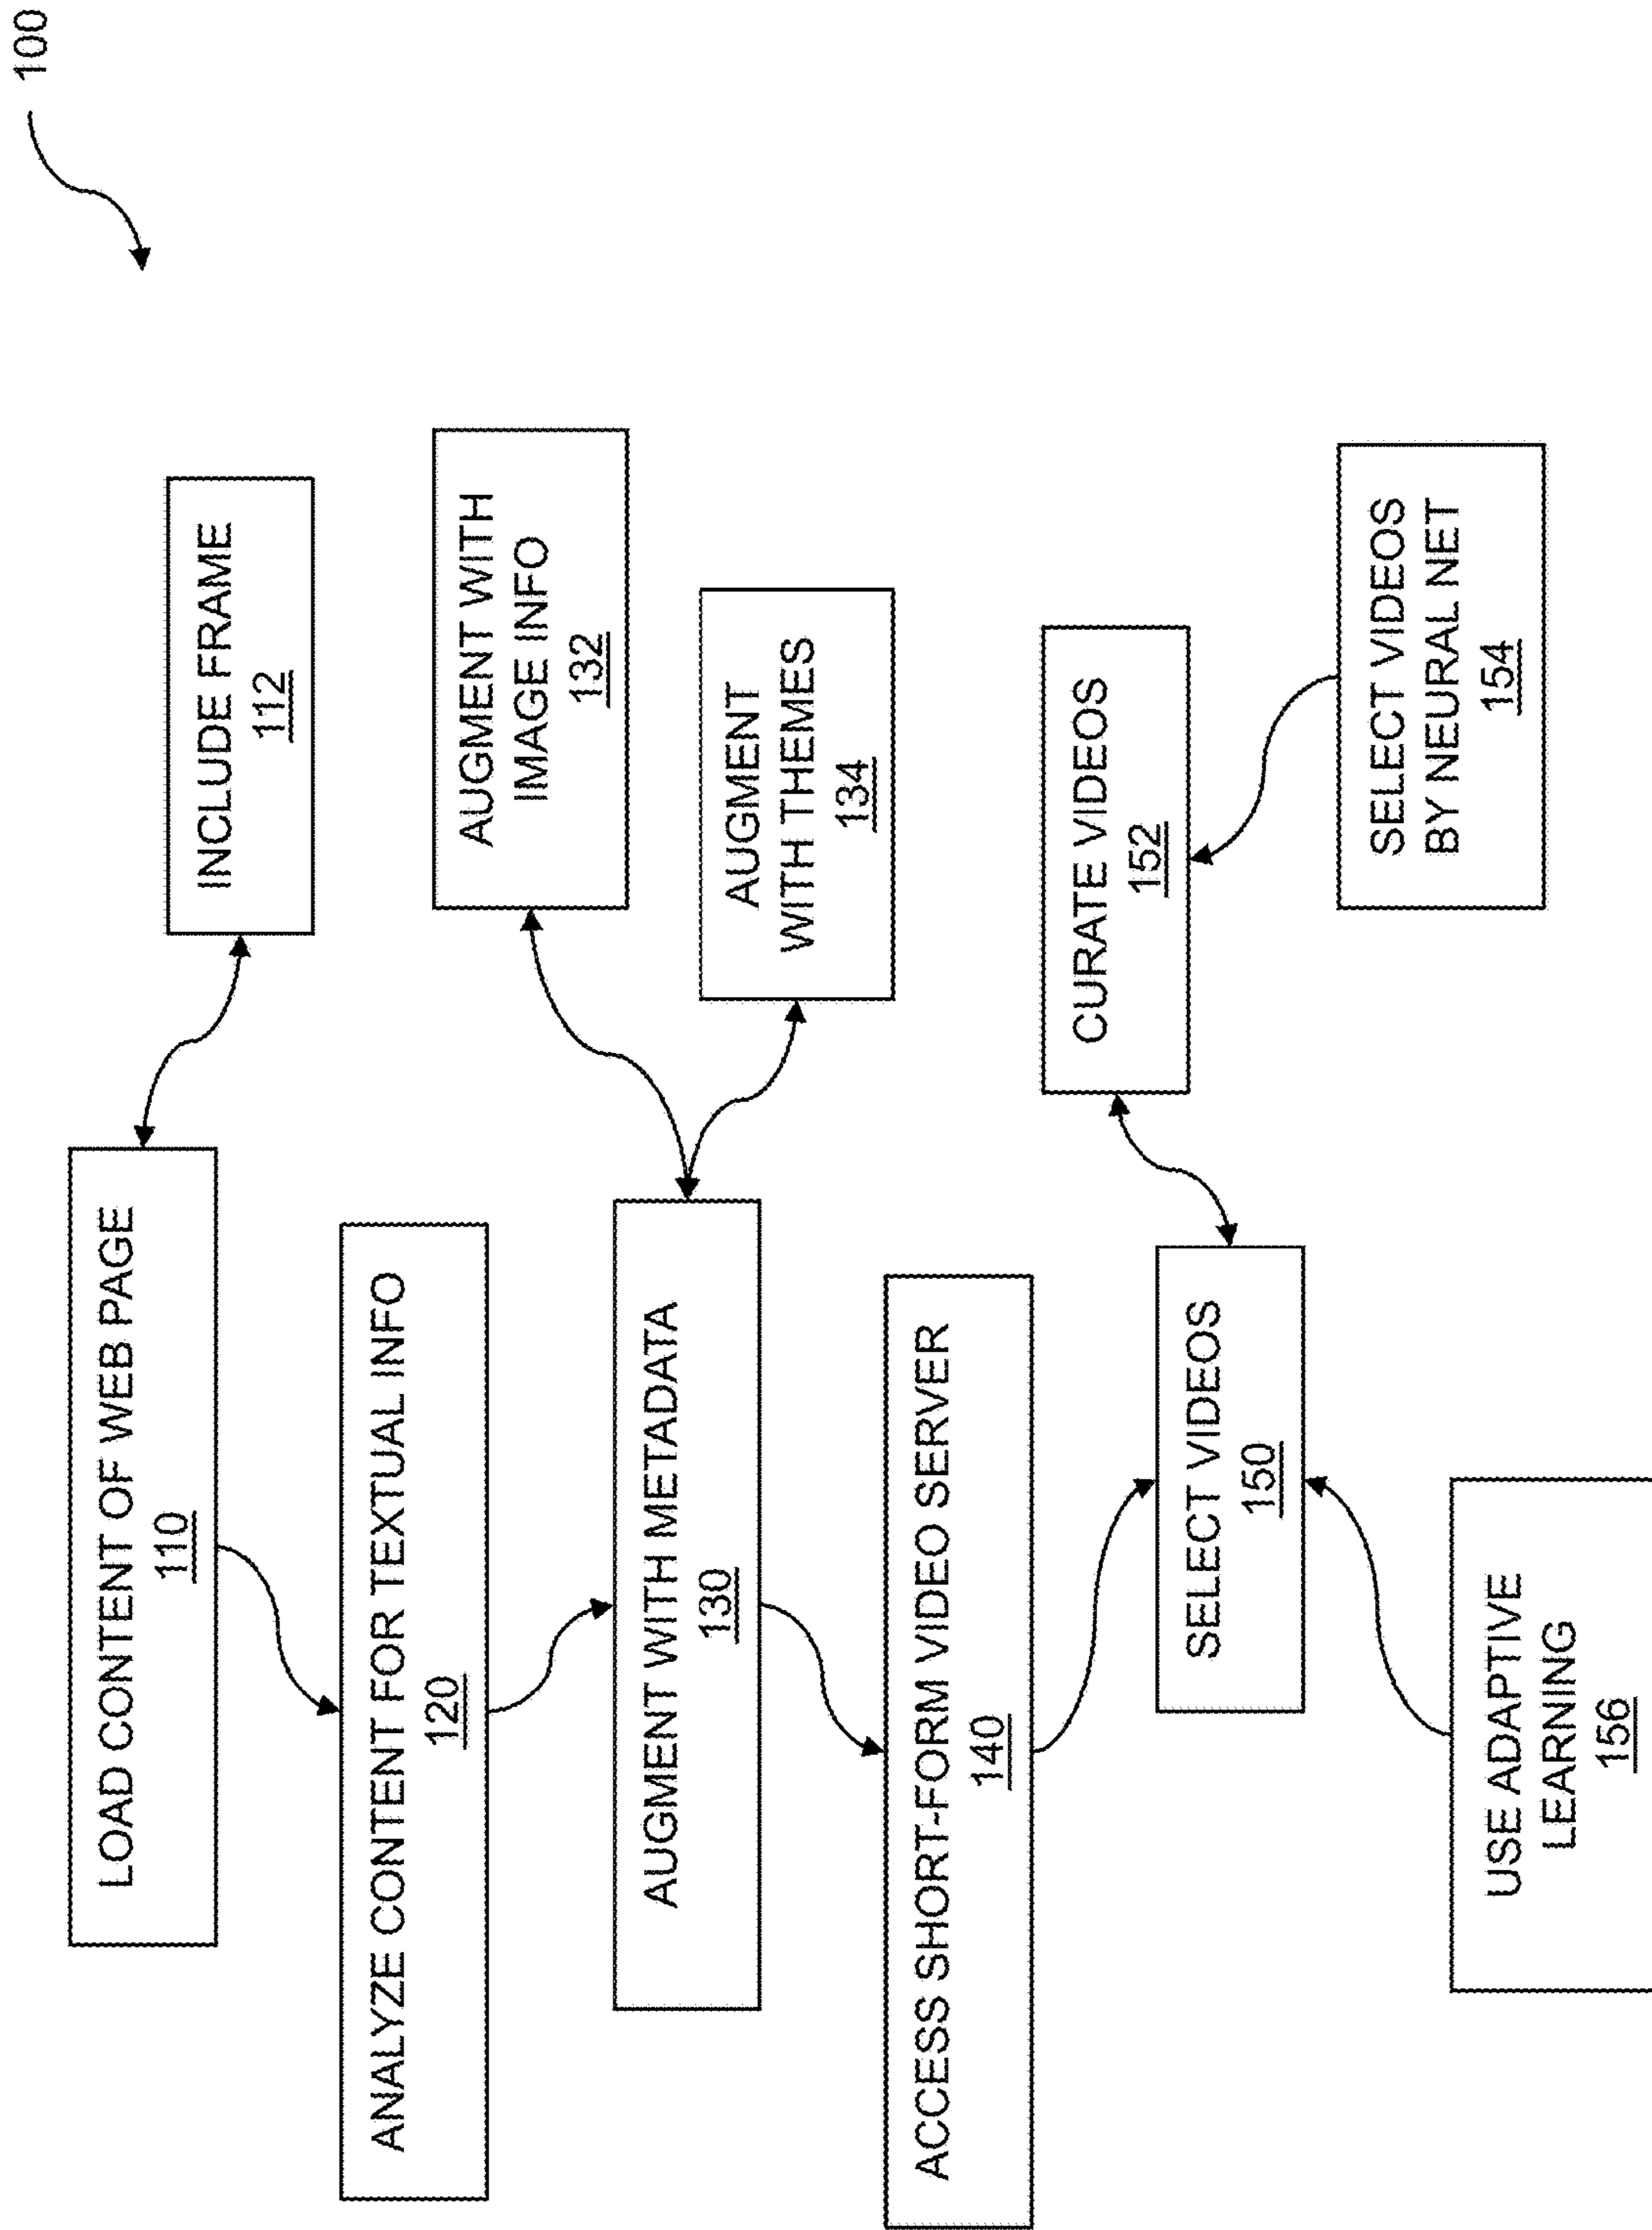 100
LOAD CONTENT OF WEB PAGE
110
INCLUDE FRAME
112
ANALYZE CONTENT FOR TEXTUAL INFO
120
AUGMENT WITH METADATA
130
AUGMENT WITH
IMAGE INFO
132
AUGMENT
WITH THEMES
134
ACCESS SHORT-FORM VIDEO SERVER
140
SELECT VIDEOS
150
CURATE VIDEOS
152
SELECT VIDEOS
BY NEURAL NET
154
USE ADAPTIVE
LEARNING
156